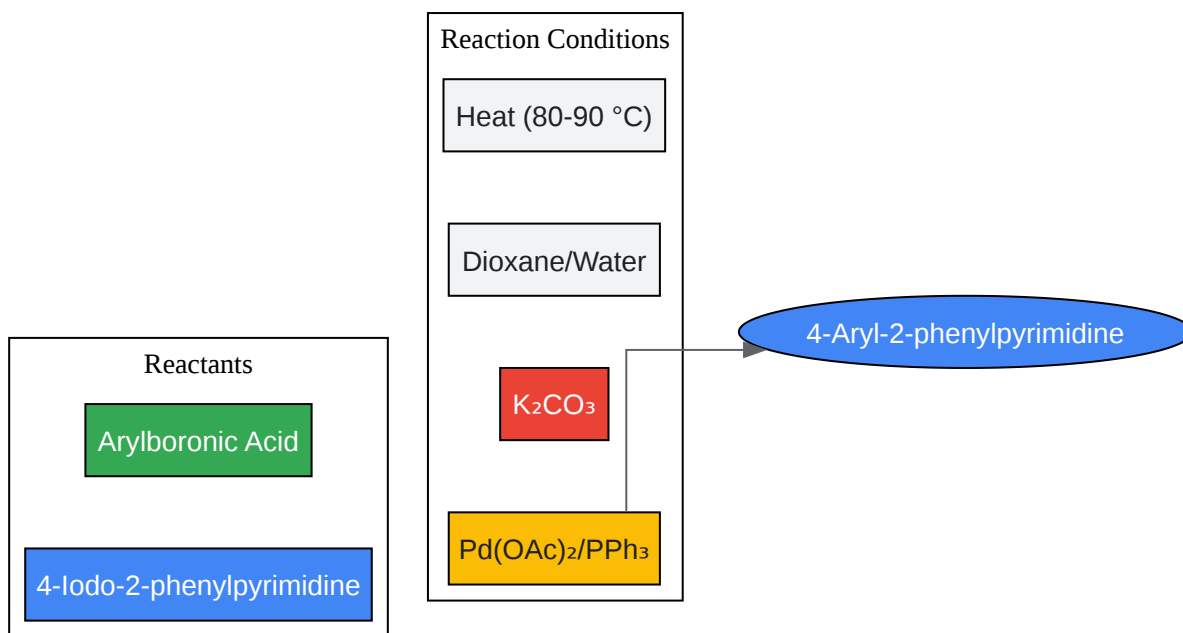 Reaction Conditions
Heat (80-90 °C)
Dioxane/Water
K₂CO₃
Pd(OAc)₂/PPh₃
Reactants
Arylboronic Acid
4-Iodo-2-phenylpyrimidine
4-Aryl-2-phenylpyrimidine